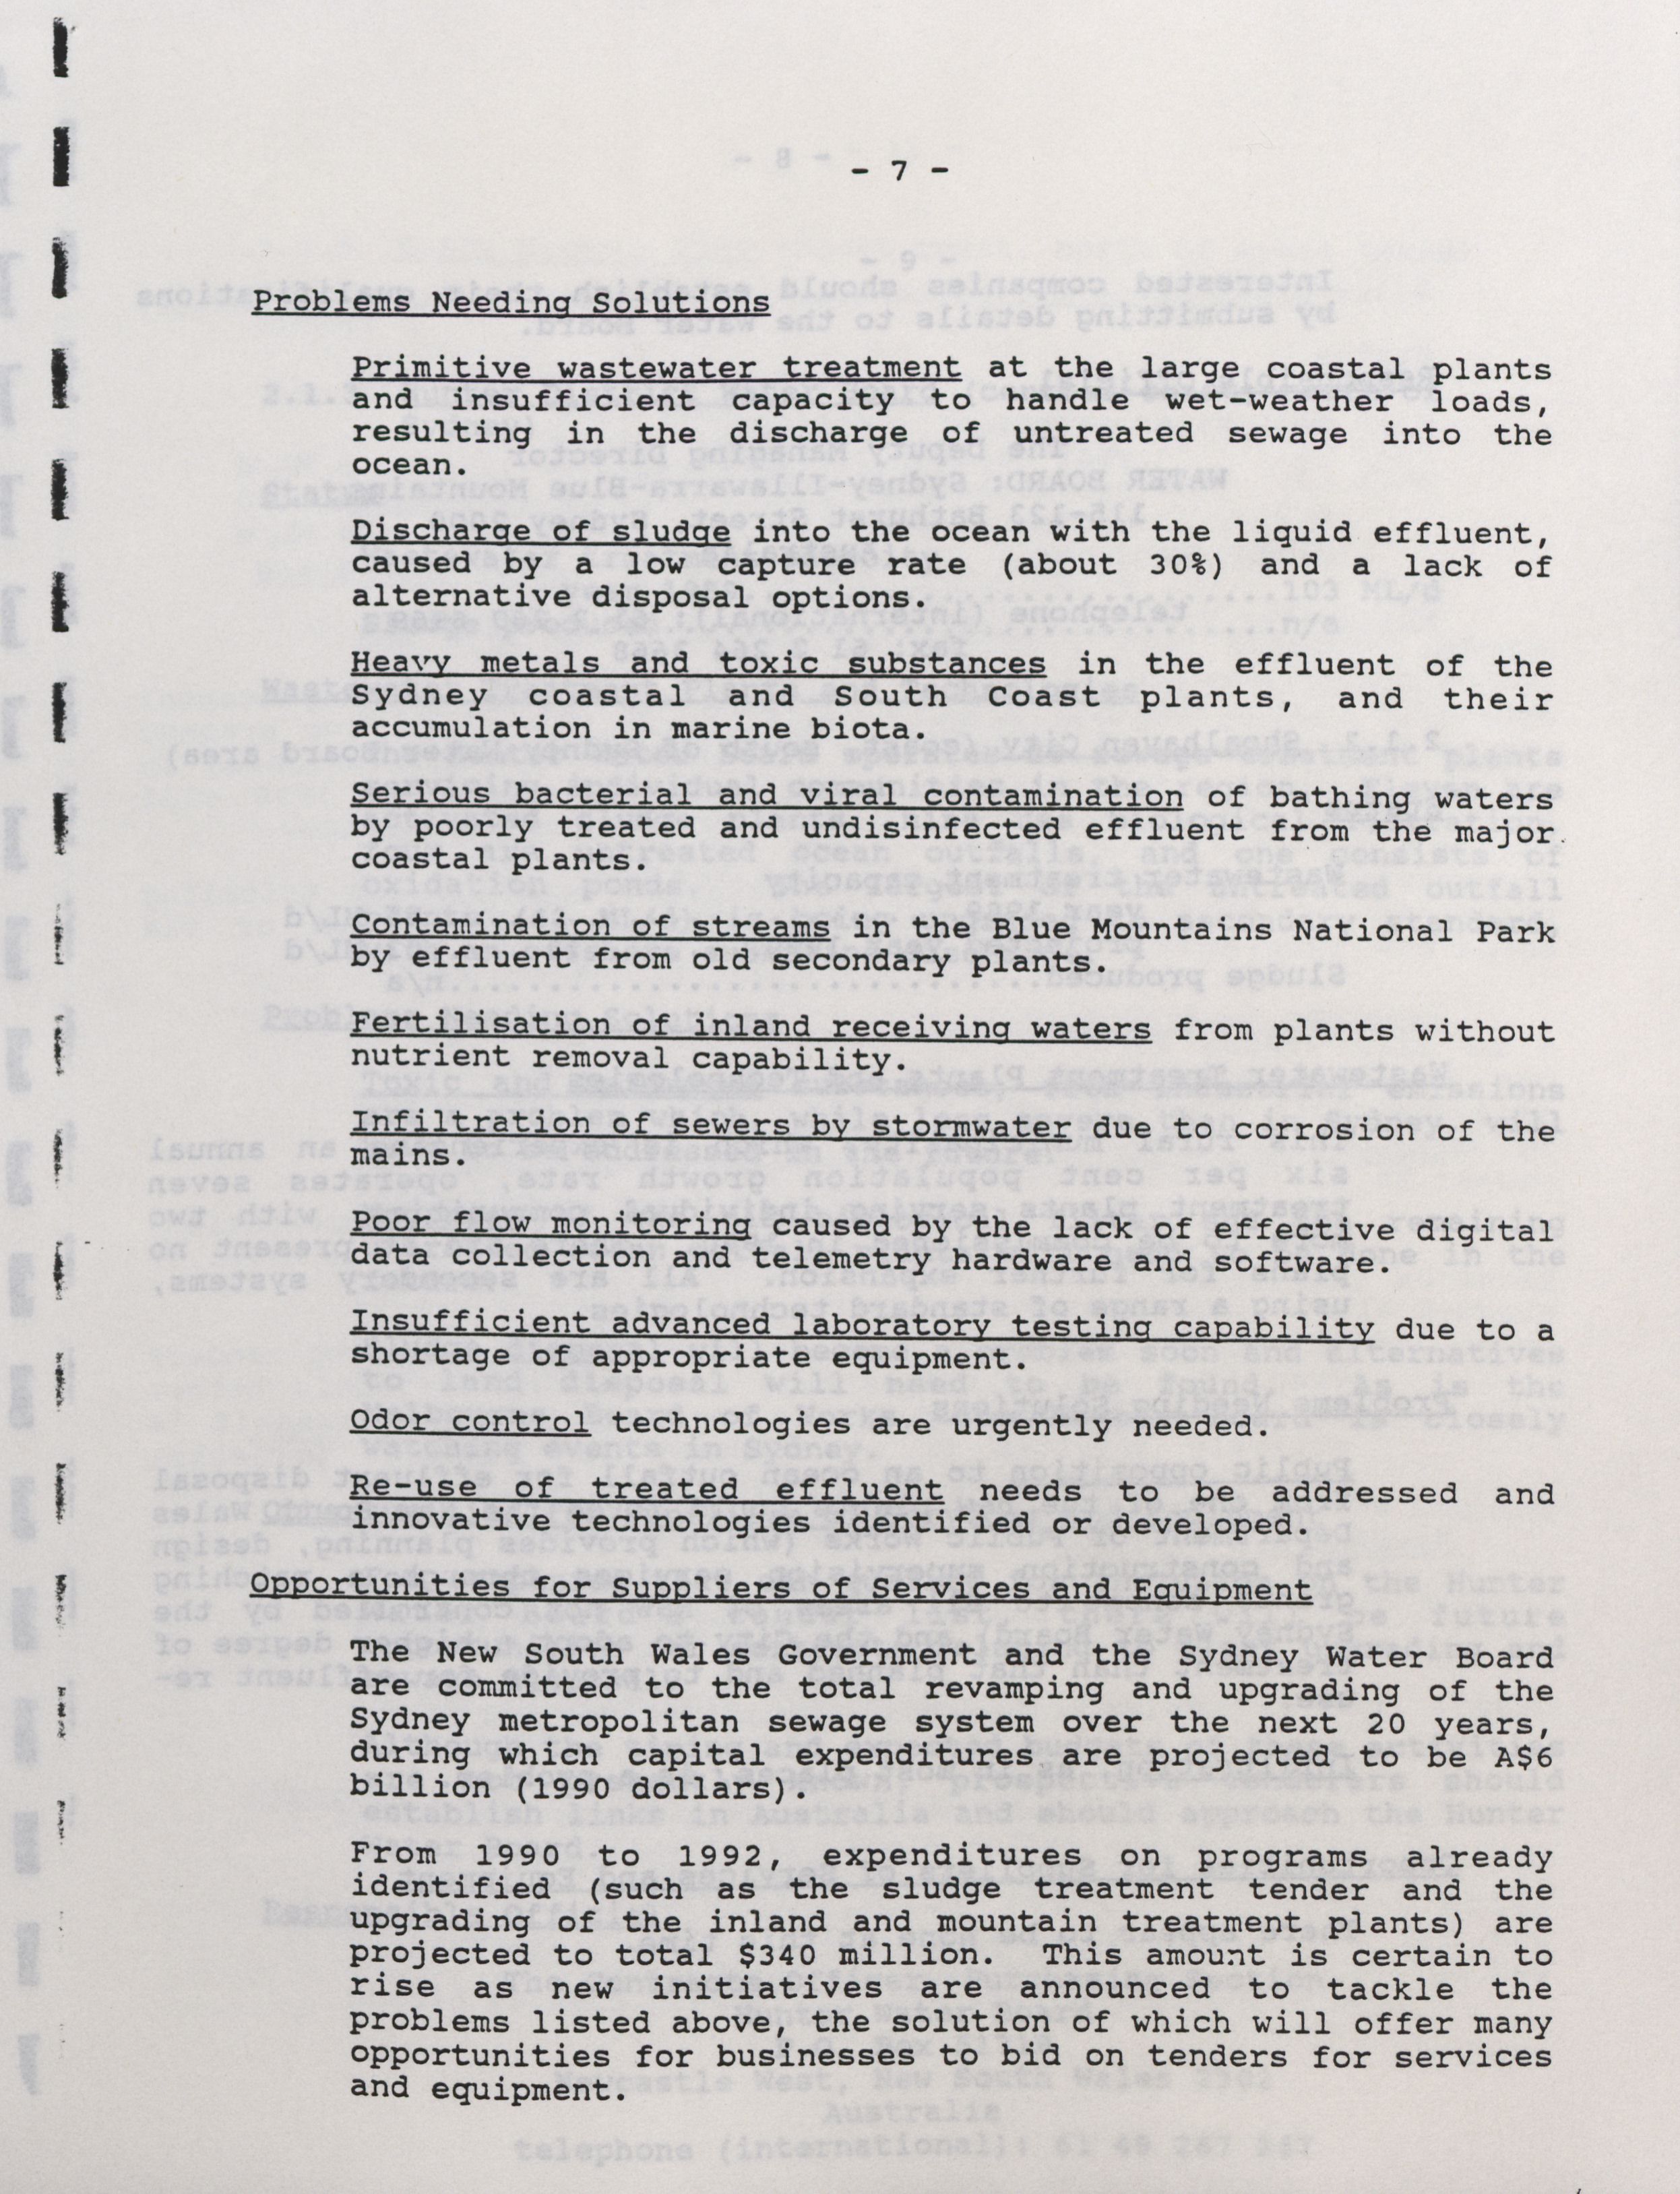 - 7 -
Problems Needing Solutions
Primitive wastewater treatment at the large coastal plants
and insufficient capacity to handle wet-weather loads,
resulting in the discharge of untreated sewage into the
ocean.
Discharge of sludge into the ocean with the liquid effluent,
caused by a low capture rate (about 30%) and a lack of
alternative disposal options.
Heavy metals and toxic substances in the effluent of the
Sydney coastal and South Coast plants, and their
accumulation in marine biota.
Serious bacterial and viral contamination of bathing waters
by poorly treated and undisinfected effluent from the major
coastal plants.
Contamination of streams in the Blue Mountains National Park
by effluent from old secondary plants.
Fertilisation of inland receiving waters from plants without
nutrient removal capability.
Infiltration of sewers by stormwater due to corrosion of the
mains.
Poor flow monitoring caused by the lack of effective digital
data collection and telemetry hardware and software.
Insufficient advanced laboratory testing capability due to a
shortage of appropriate equipment.
Odor control technologies are urgently needed.
Re-use of treated effluent needs to be addressed and
innovative technologies identified or developed.
Opportunities for Suppliers of Services and Equipment
The New South Wales Government and the Sydney Water Board
are committed to the total revamping and upgrading of the
Sydney metropolitan sewage system over the next 20 years,
during which capital expenditures are projected to be A$6
billion (1990 dollars).
From 1990 to 1992, expenditures on programs already
identified (such as the sludge treatment tender and the
upgrading of the inland and mountain treatment plants) are
projected to total $340 million. This amount is certain to
rise as new initiatives are announced to tackle the
problems listed above, the solution of which will offer many
opportunities for businesses to bid on tenders for services
and equipment.